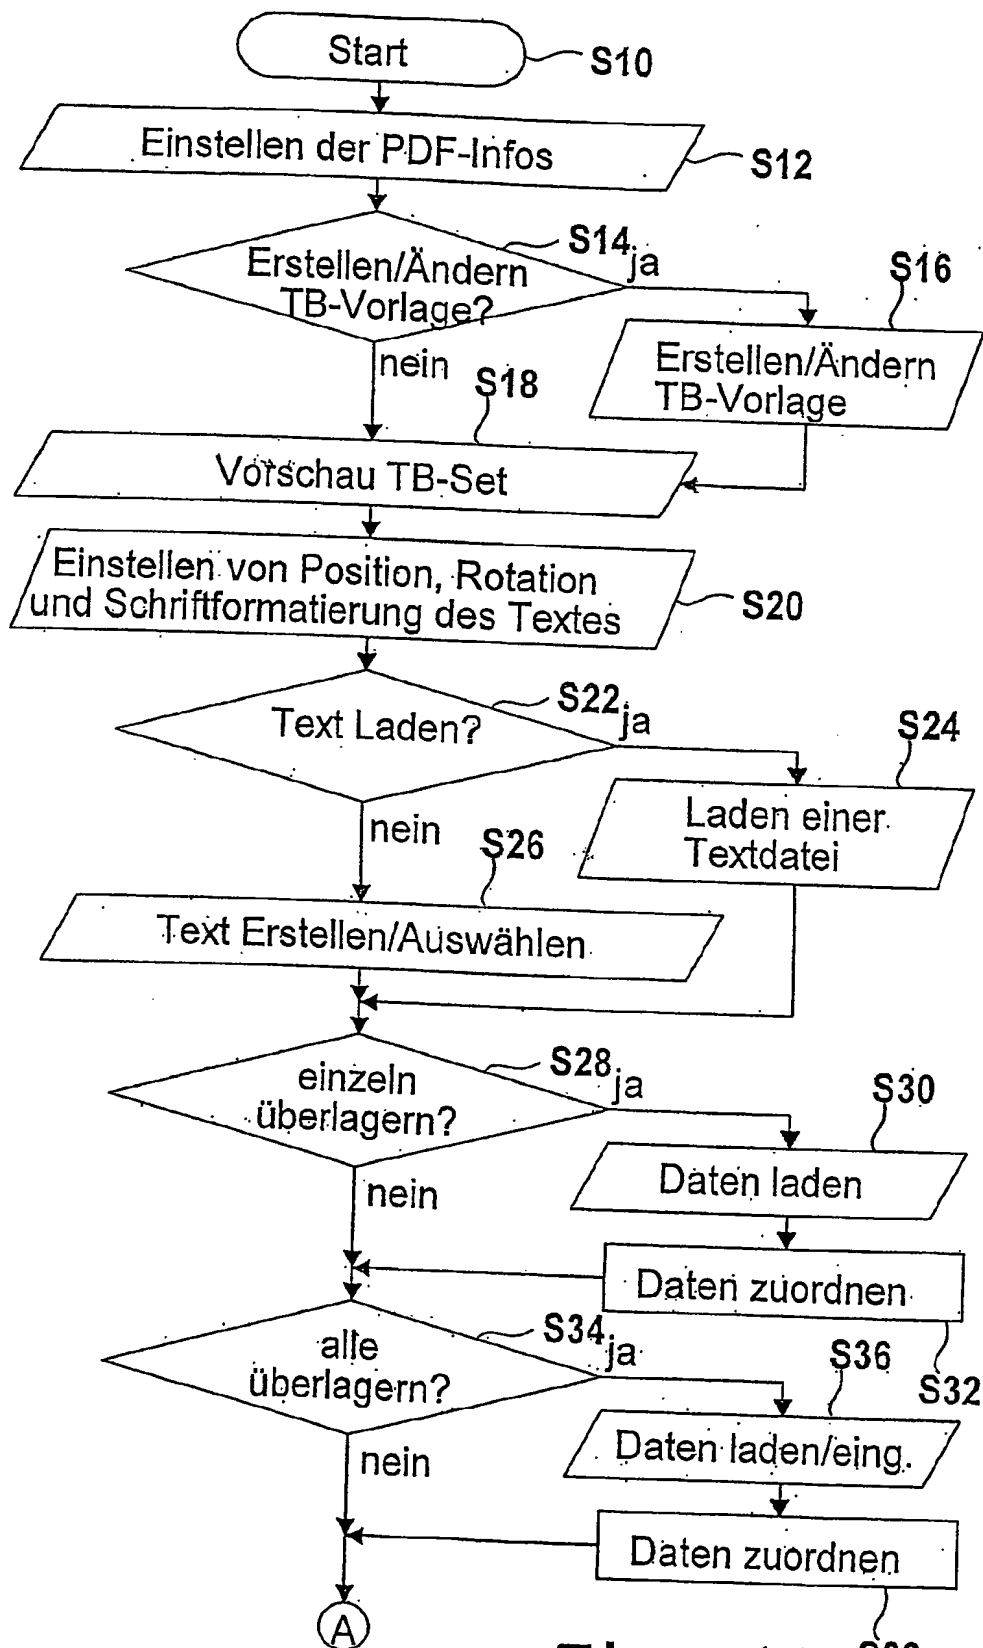 Start
S10
Einstellen der PDF-Infos
S12
S14
ja
Erstellen/Ändern
TB-Vorlage?
S16
Erstellen/Ändern
TB-Vorlage
nein
S18
Vorschau TB-Set
Einstellen von Position, Rotation
und Schriftformatierung des Textes
S20
S22
ja
Text Laden?
S24
Laden einer
Textdatei
nein
S26
Text Erstellen/Auswählen
S28
ja
einzeln
überlagern?
S30
Daten laden
nein
Daten zuordnen
S32
S34
ja
alle
überlagern?
S36
Daten laden/eing.
nein
Daten zuordnen
A